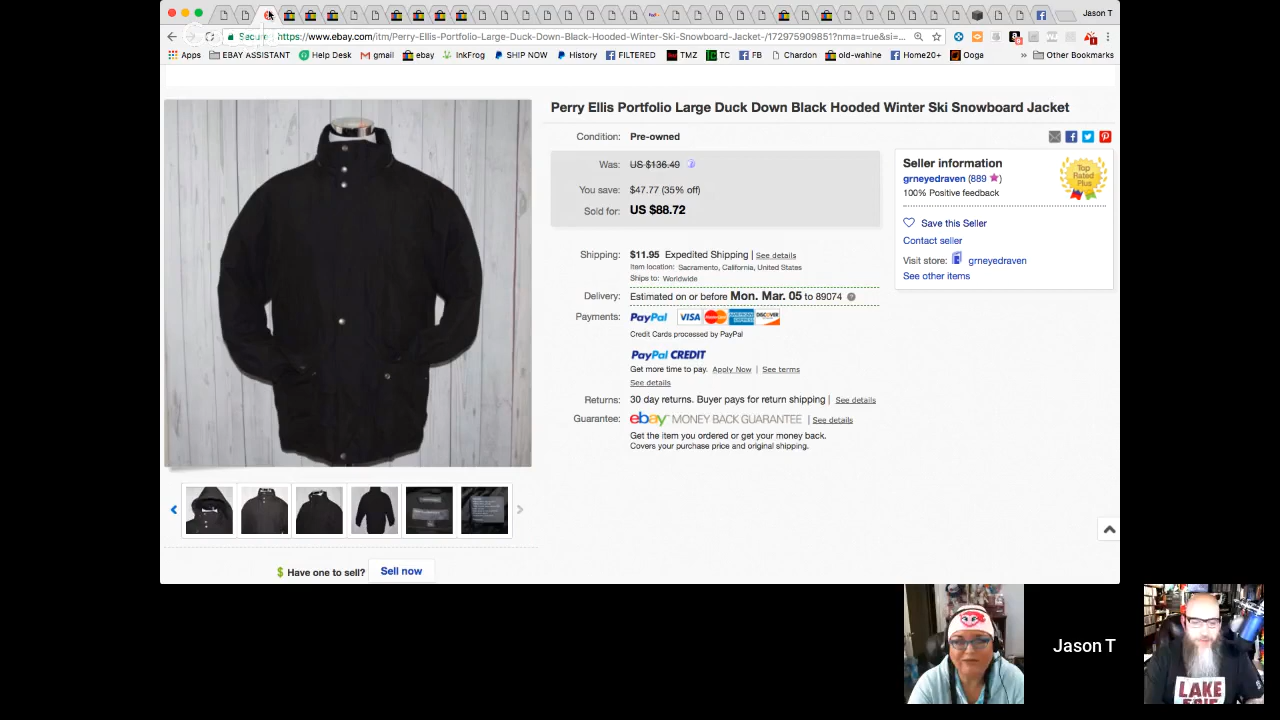 Jason T
Secure
https://www.ebay.com/itm/Perry-Ellis-Portfolio-Large-Duck-Down-Black-Hooded-Winter-Ski-Snowboard-Jacket-/172975909851?nma=true&si=...
Apps EBAY ASSISTANT Help Desk gmail ebay InkFrog SHIP NOW History FILTERED TMZ TC FB Chardon old-wahine Home20+ Ooga » Other Bookmarks
Perry Ellis Portfolio Large Duck Down Black Hooded Winter Ski Snowboard Jacket
Condition: Pre-owned
Was: US $136.49
You save: $47.77 (35% off)
Sold for: US $88.72
Shipping: $11.95 Expedited Shipping | See details
Item location: Sacramento, California, United States
Ships to: Worldwide
Delivery: Estimated on or before Mon. Mar. 05 to 89074
Payments: PayPal VISA MasterCard AMERICAN EXPRESS DISCOVER
Credit Cards processed by PayPal
PayPal CREDIT
Get more time to pay. Apply Now | See terms
See details
Returns: 30 day returns. Buyer pays for return shipping | See details
Guarantee: ebay MONEY BACK GUARANTEE | See details
Get the item you ordered or get your money back.
Covers your purchase price and original shipping.
Seller information
grneyedraven (889 )
100% Positive feedback
Top Rated Plus
Save this Seller
Contact seller
Visit store: grneyedraven
See other items
$ Have one to sell? Sell now
Jason T
LAKE
ERIE